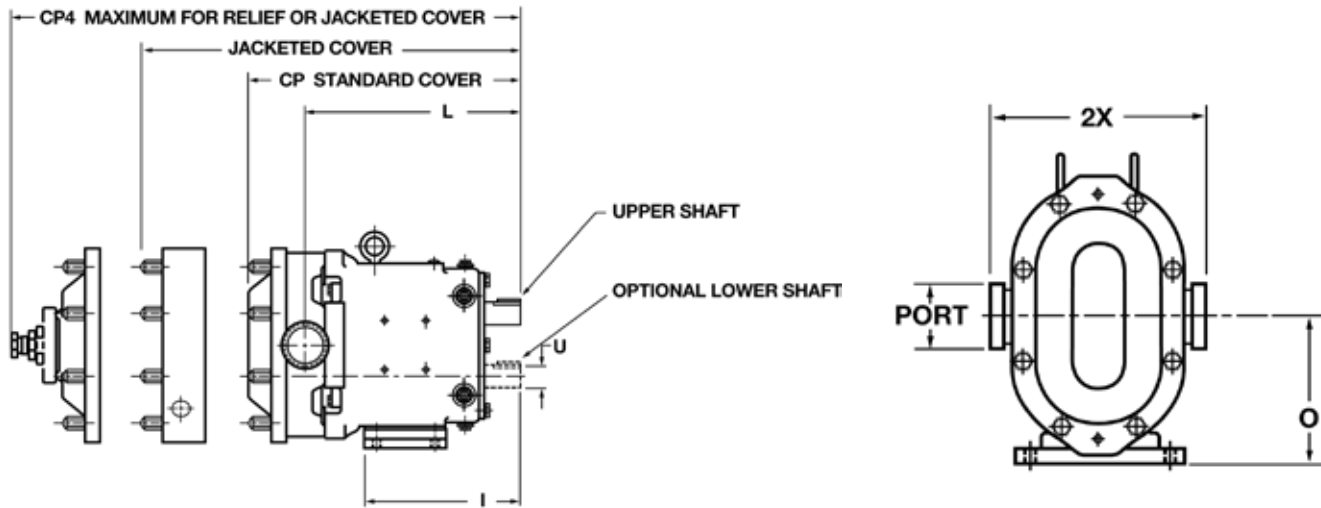 CP4 MAXIMUM FOR RELIEF OR JACKETED COVER
JACKETED COVER
CP STANDARD COVER
L
UPPER SHAFT
OPTIONAL LOWER SHAFT
U
I
2X
PORT
O